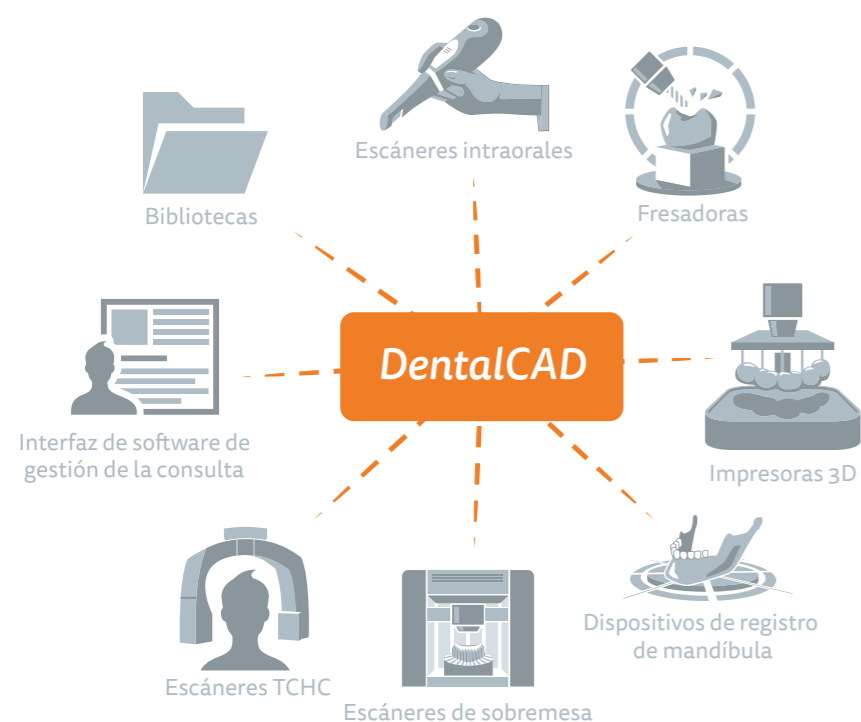 Escáneres intraorales
Bibliotecas
Fresadoras
DentalCAD
Interfaz de software de
gestión de la consulta
Impresoras 3D
Dispositivos de registro
de mandíbula
Escáneres TCHC
Escáneres de sobremesa